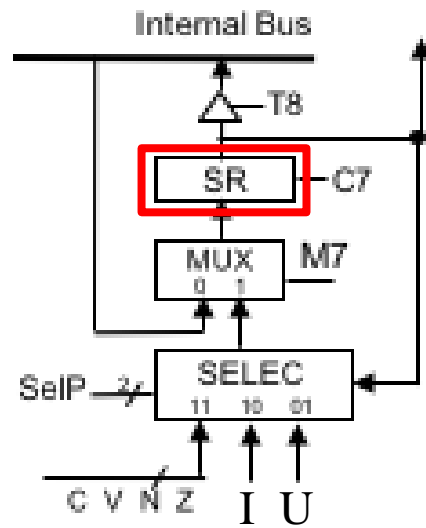 Internal Bus
T8
SR
C7
MUX
M7
0 1
SELEC
SelP
2
11 10 01
C V N Z
I U